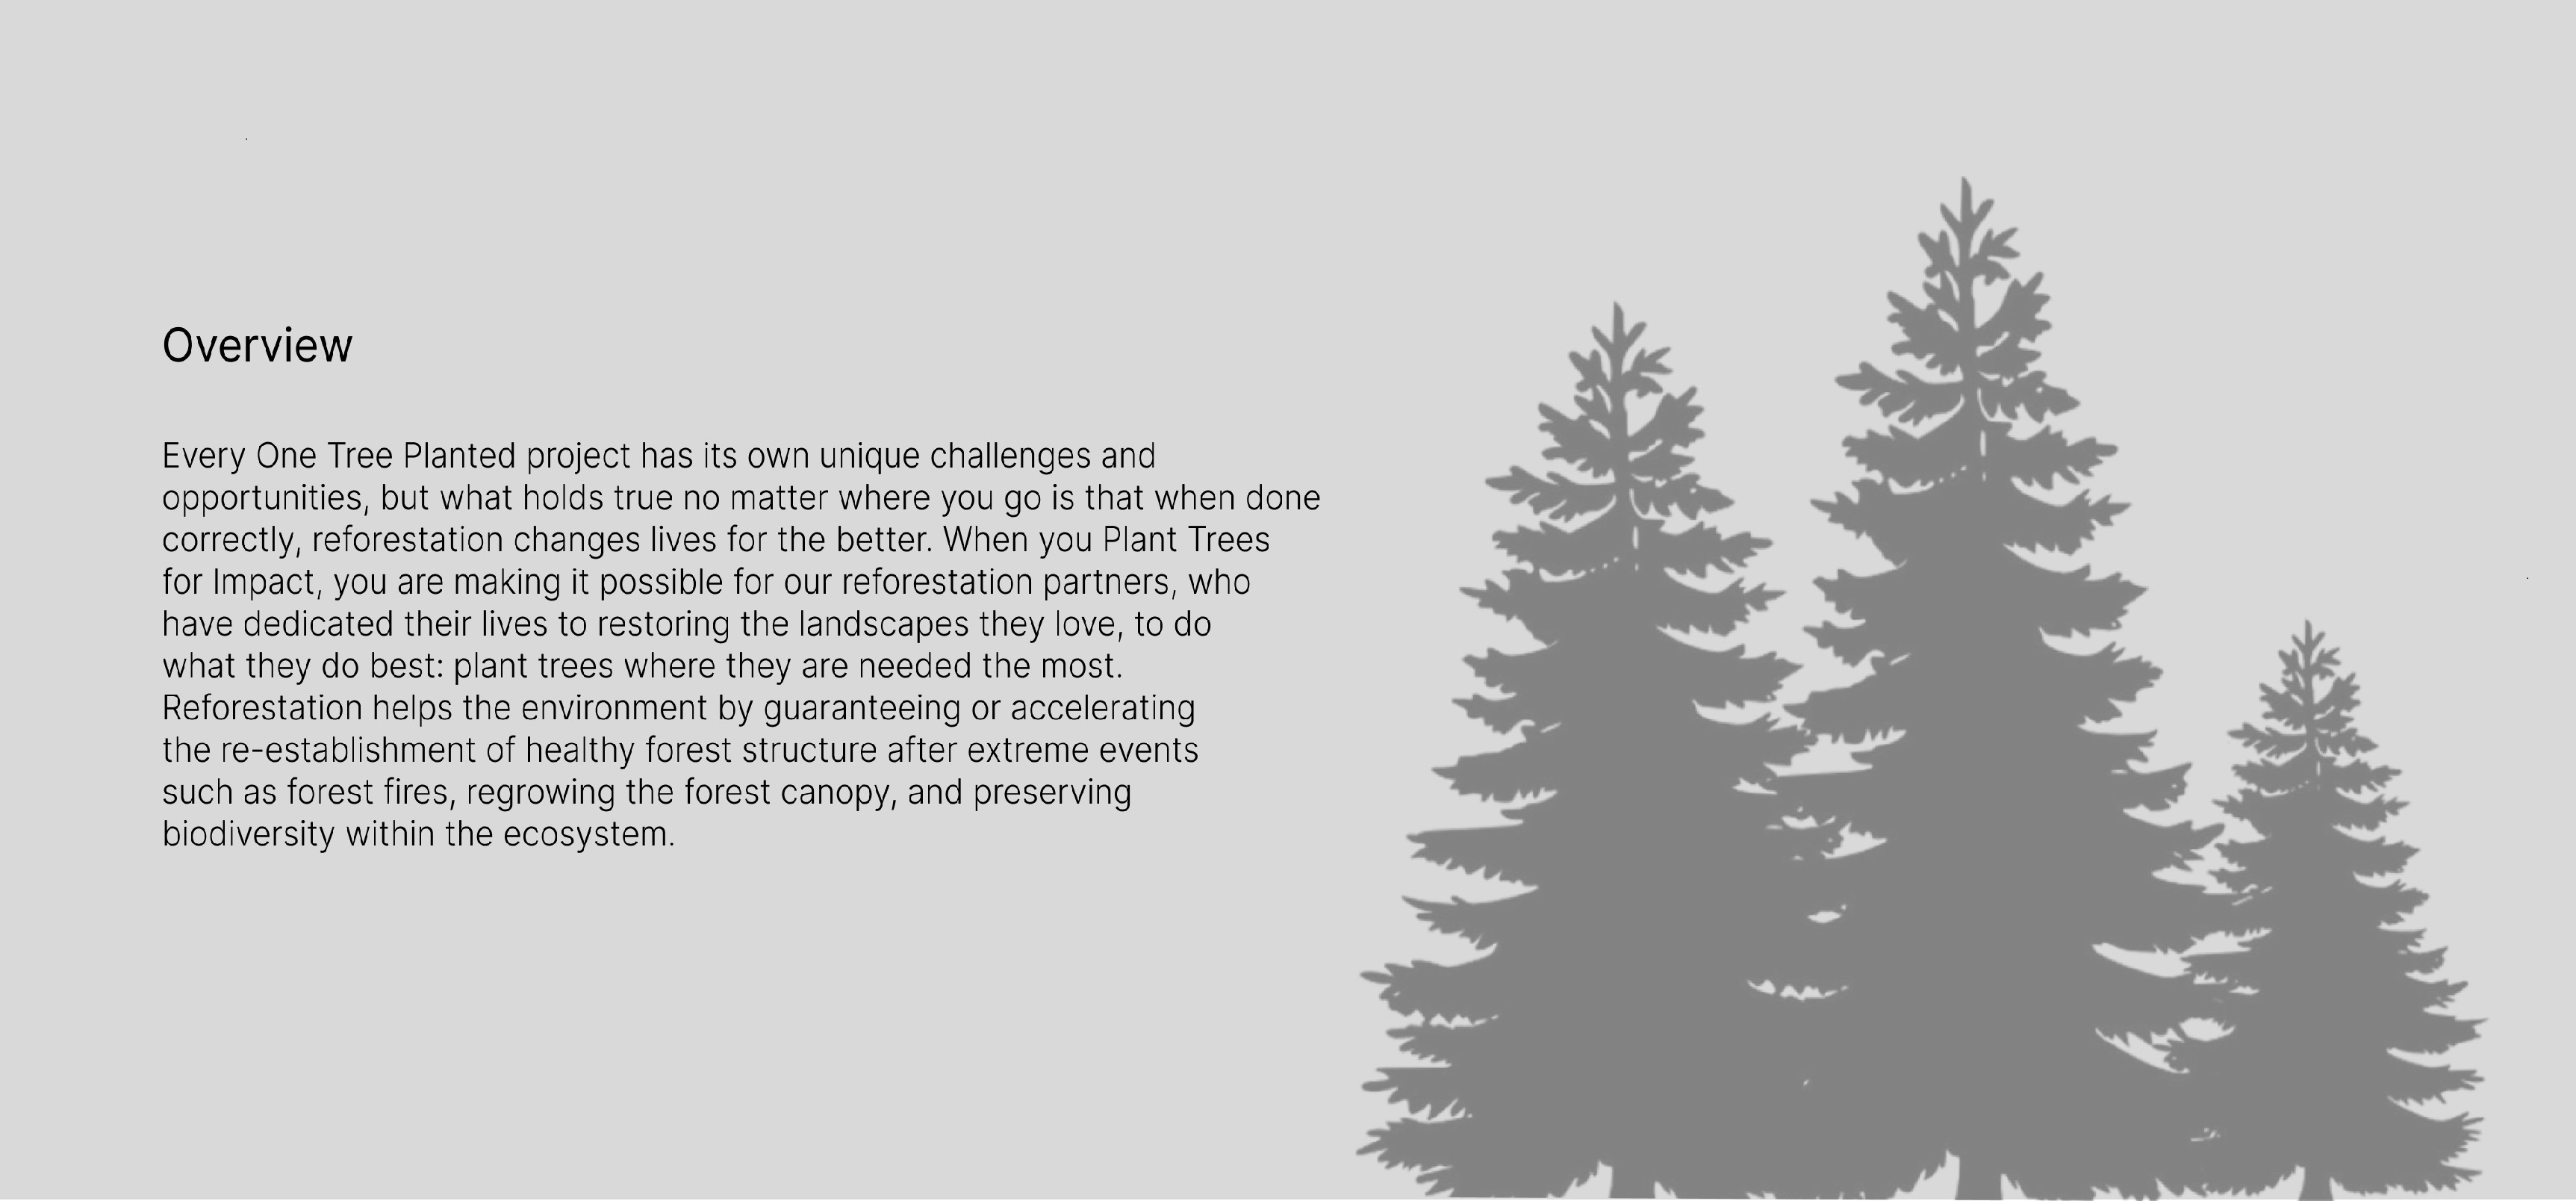 Overview
Every One Tree Planted project has its own unique challenges and
opportunities, but what holds true no matter where you go is that when done
correctly, reforestation changes lives for the better. When you Plant Trees
for Impact, you are making it possible for our reforestation partners, who
have dedicated their lives to restoring the landscapes they love, to do
what they do best: plant trees where they are needed the most.
Reforestation helps the environment by guaranteeing or accelerating
the re-establishment of healthy forest structure after extreme events
such as forest fires, regrowing the forest canopy, and preserving
biodiversity within the ecosystem.